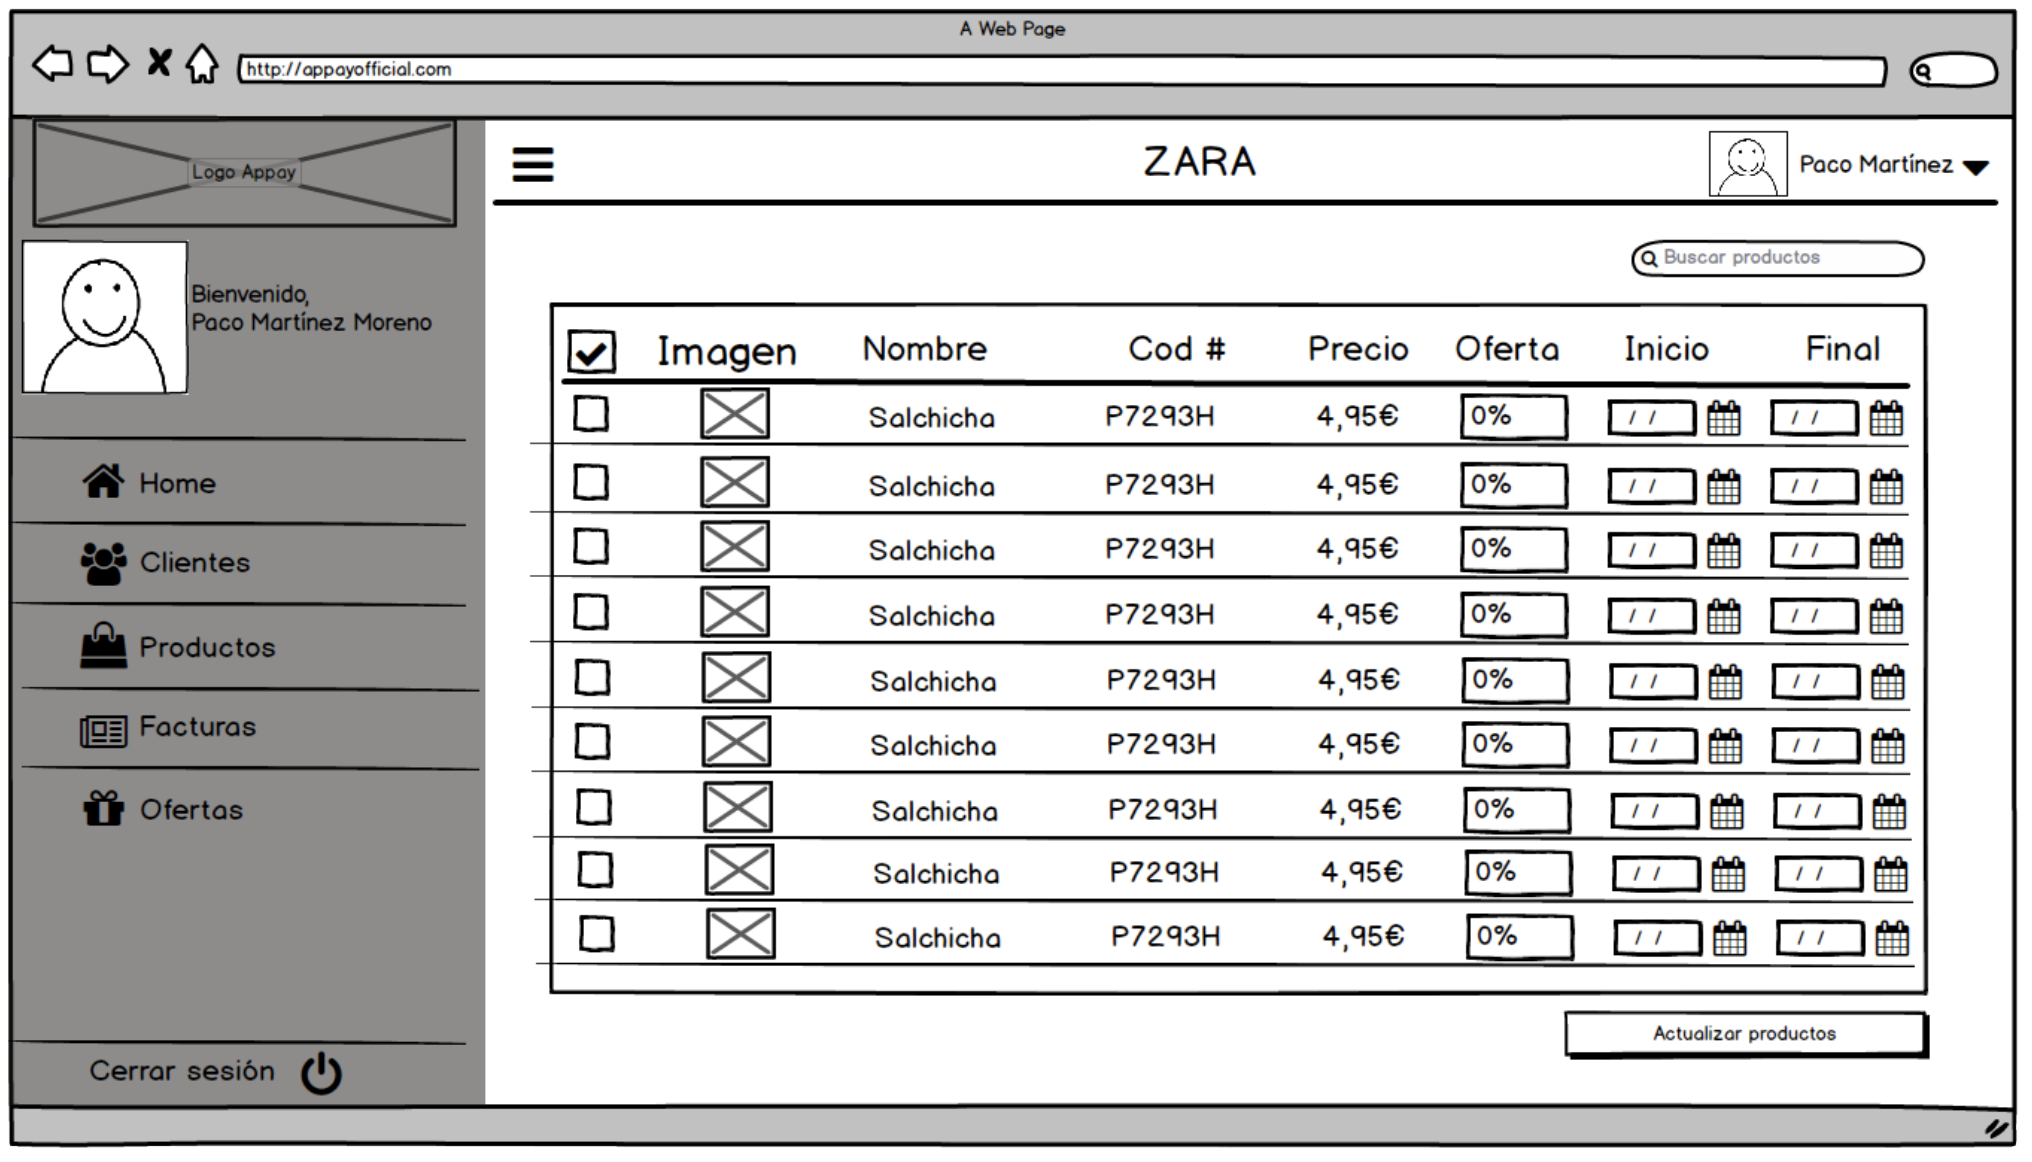 A Web Page
http://appayofficial.com
Logo Appay
ZARA
Paco Martínez
Bienvenido,
Paco Martínez Moreno
Home
Clientes
Productos
Facturas
Ofertas
Cerrar sesión
Buscar productos
Imagen Nombre Cod # Precio Oferta Inicio Final
Salchicha P7293H 4,95€ 0% / / / /
Salchicha P7293H 4,95€ 0% / / / /
Salchicha P7293H 4,95€ 0% / / / /
Salchicha P7293H 4,95€ 0% / / / /
Salchicha P7293H 4,95€ 0% / / / /
Salchicha P7293H 4,95€ 0% / / / /
Salchicha P7293H 4,95€ 0% / / / /
Salchicha P7293H 4,95€ 0% / / / /
Salchicha P7293H 4,95€ 0% / / / /
Actualizar productos